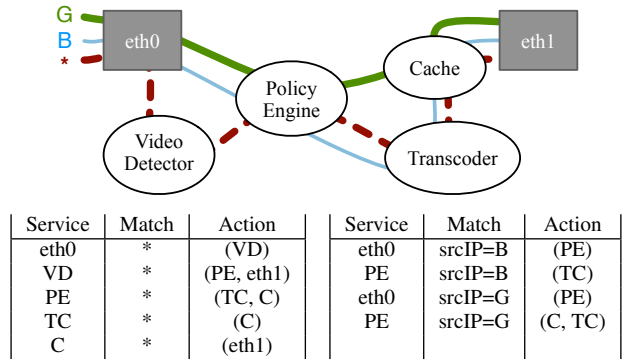 G
B
*
eth0
eth1
Cache
Policy
Engine
Video
Detector
Transcoder
Service Match Action
eth0 * (VD)
VD * (PE, eth1)
PE * (TC, C)
TC * (C)
C * (eth1)
Service Match Action
eth0 srcIP=B (PE)
PE srcIP=B (TC)
eth0 srcIP=G (PE)
PE srcIP=G (C, TC)